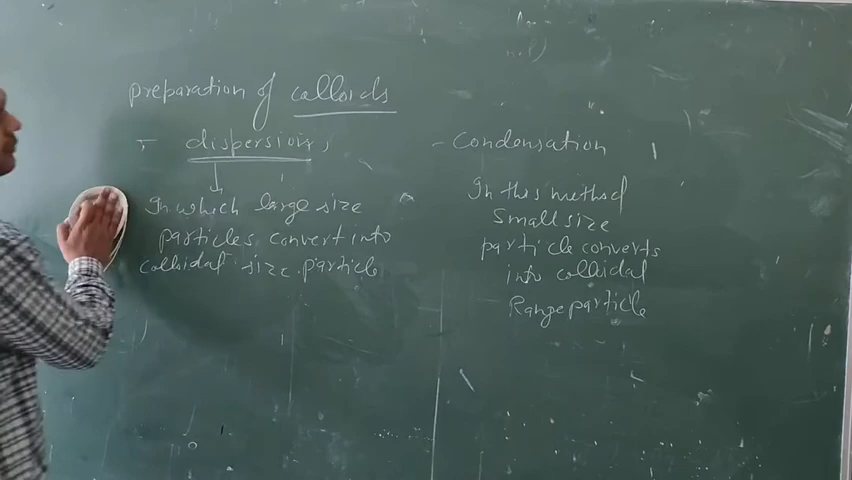 preparation of colloids
- dispersion,
In which large size
particles convert into
colloidal size particle
- Condensation
In this method
Small size
particle converts
into colloidal
Range particle